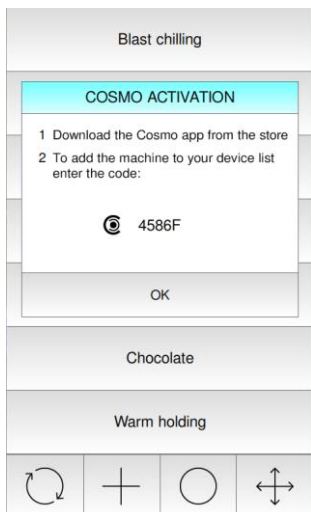 Blast chilling
COSMO ACTIVATION
1 Download the Cosmo app from the store
2 To add the machine to your device list
enter the code:
4586F
OK
Chocolate
Warm holding